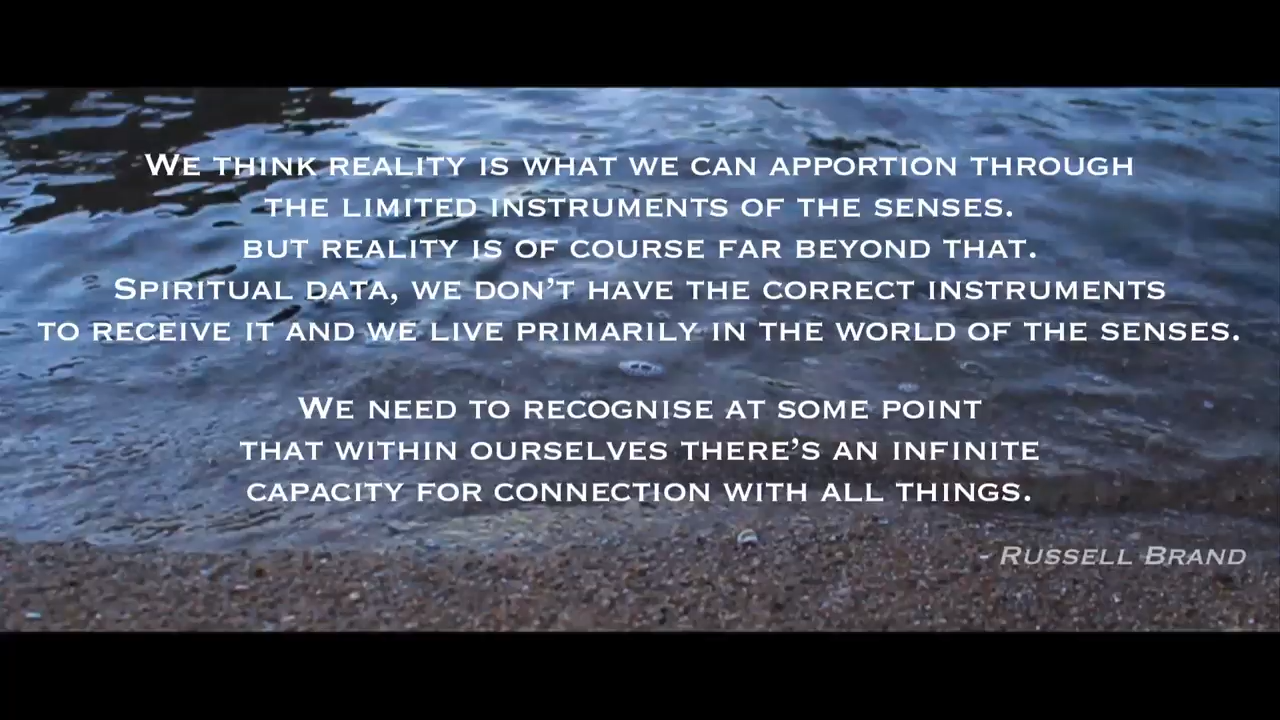 We think reality is what we can apportion through
the limited instruments of the senses.
but reality is of course far beyond that.
Spiritual data, we don't have the correct instruments
to receive it and we live primarily in the world of the senses.
We need to recognise at some point
that within ourselves there's an infinite
capacity for connection with all things.
- Russell Brand